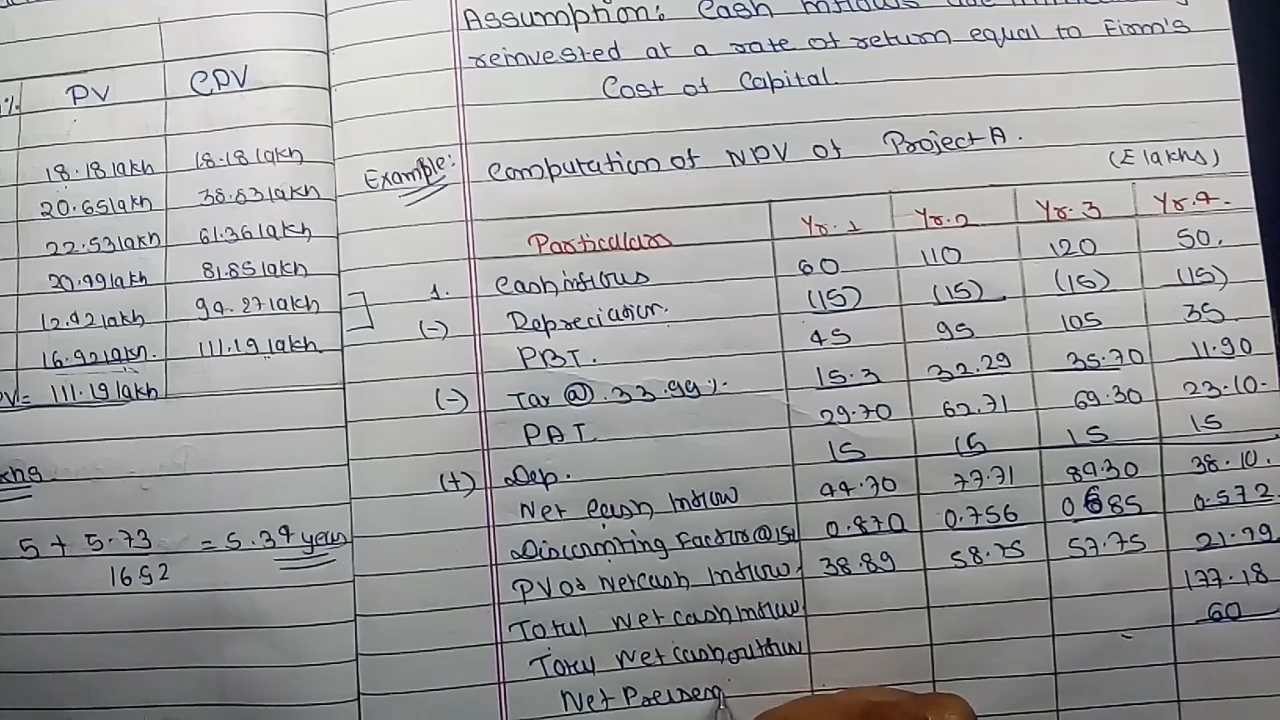 PV CPV
18.18 lakh 18.18 lakh
20.65 lakh 38.83 lakh
22.53 lakh 61.36 lakh
20.99 lakh 81.85 lakh
12.42 lakh 94.27 lakh
16.92 lakh. 111.19 lakh
PV= 111.19 lakh
5 + 5.73 = 5.34 years
1692
Assumption: Cash inflows are
reinvested at a rate of return equal to Firm's
Cost of Capital
Example: Computation of NPV of Project A.
(₤ lakhs)
Particulars Yr.1 Yr.2 Yr.3 Yr.4.
1. Cash inflows 60 110 120 50.
(-) Depreciation. (15) (15) (15) (15)
PBT. 45 95 105 35
(-) Tax @ 33.99% 15.3 32.29 35.70 11.90
PAT 29.70 62.71 69.30 23.10.
(+) Dep. 15 15 15 15
Net cash Inflow 44.70 77.71 89.30 38.10.
Discounting Factor @15% 0.870 0.756 0685 0.572
PV of Net cash Inflow. 38.89 58.75 57.75 21.79
Total Net cash inflow 177.18
Total Net cash outflow 60
Net Presen